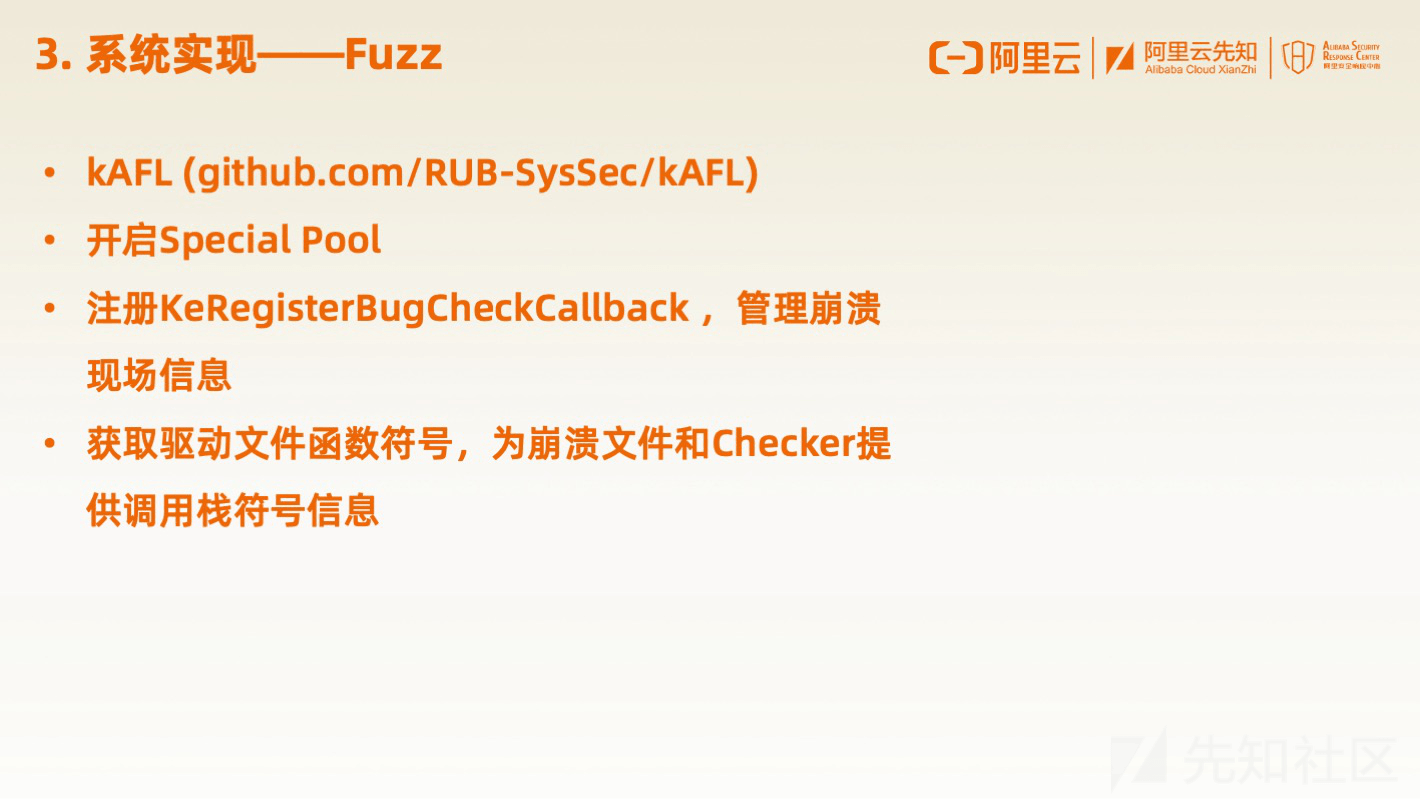 3. 系统实现——Fuzz
阿里云
阿里云先知
Alibaba Cloud XianZhi
ALIBABA SECURITY
RESPONSE CENTER
阿里安全响应中心
• kAFL (github.com/RUB-SysSec/kAFL)
• 开启Special Pool
• 注册KeRegisterBugCheckCallback ，管理崩溃
现场信息
• 获取驱动文件函数符号，为崩溃文件和Checker提
供调用栈符号信息
先知社区